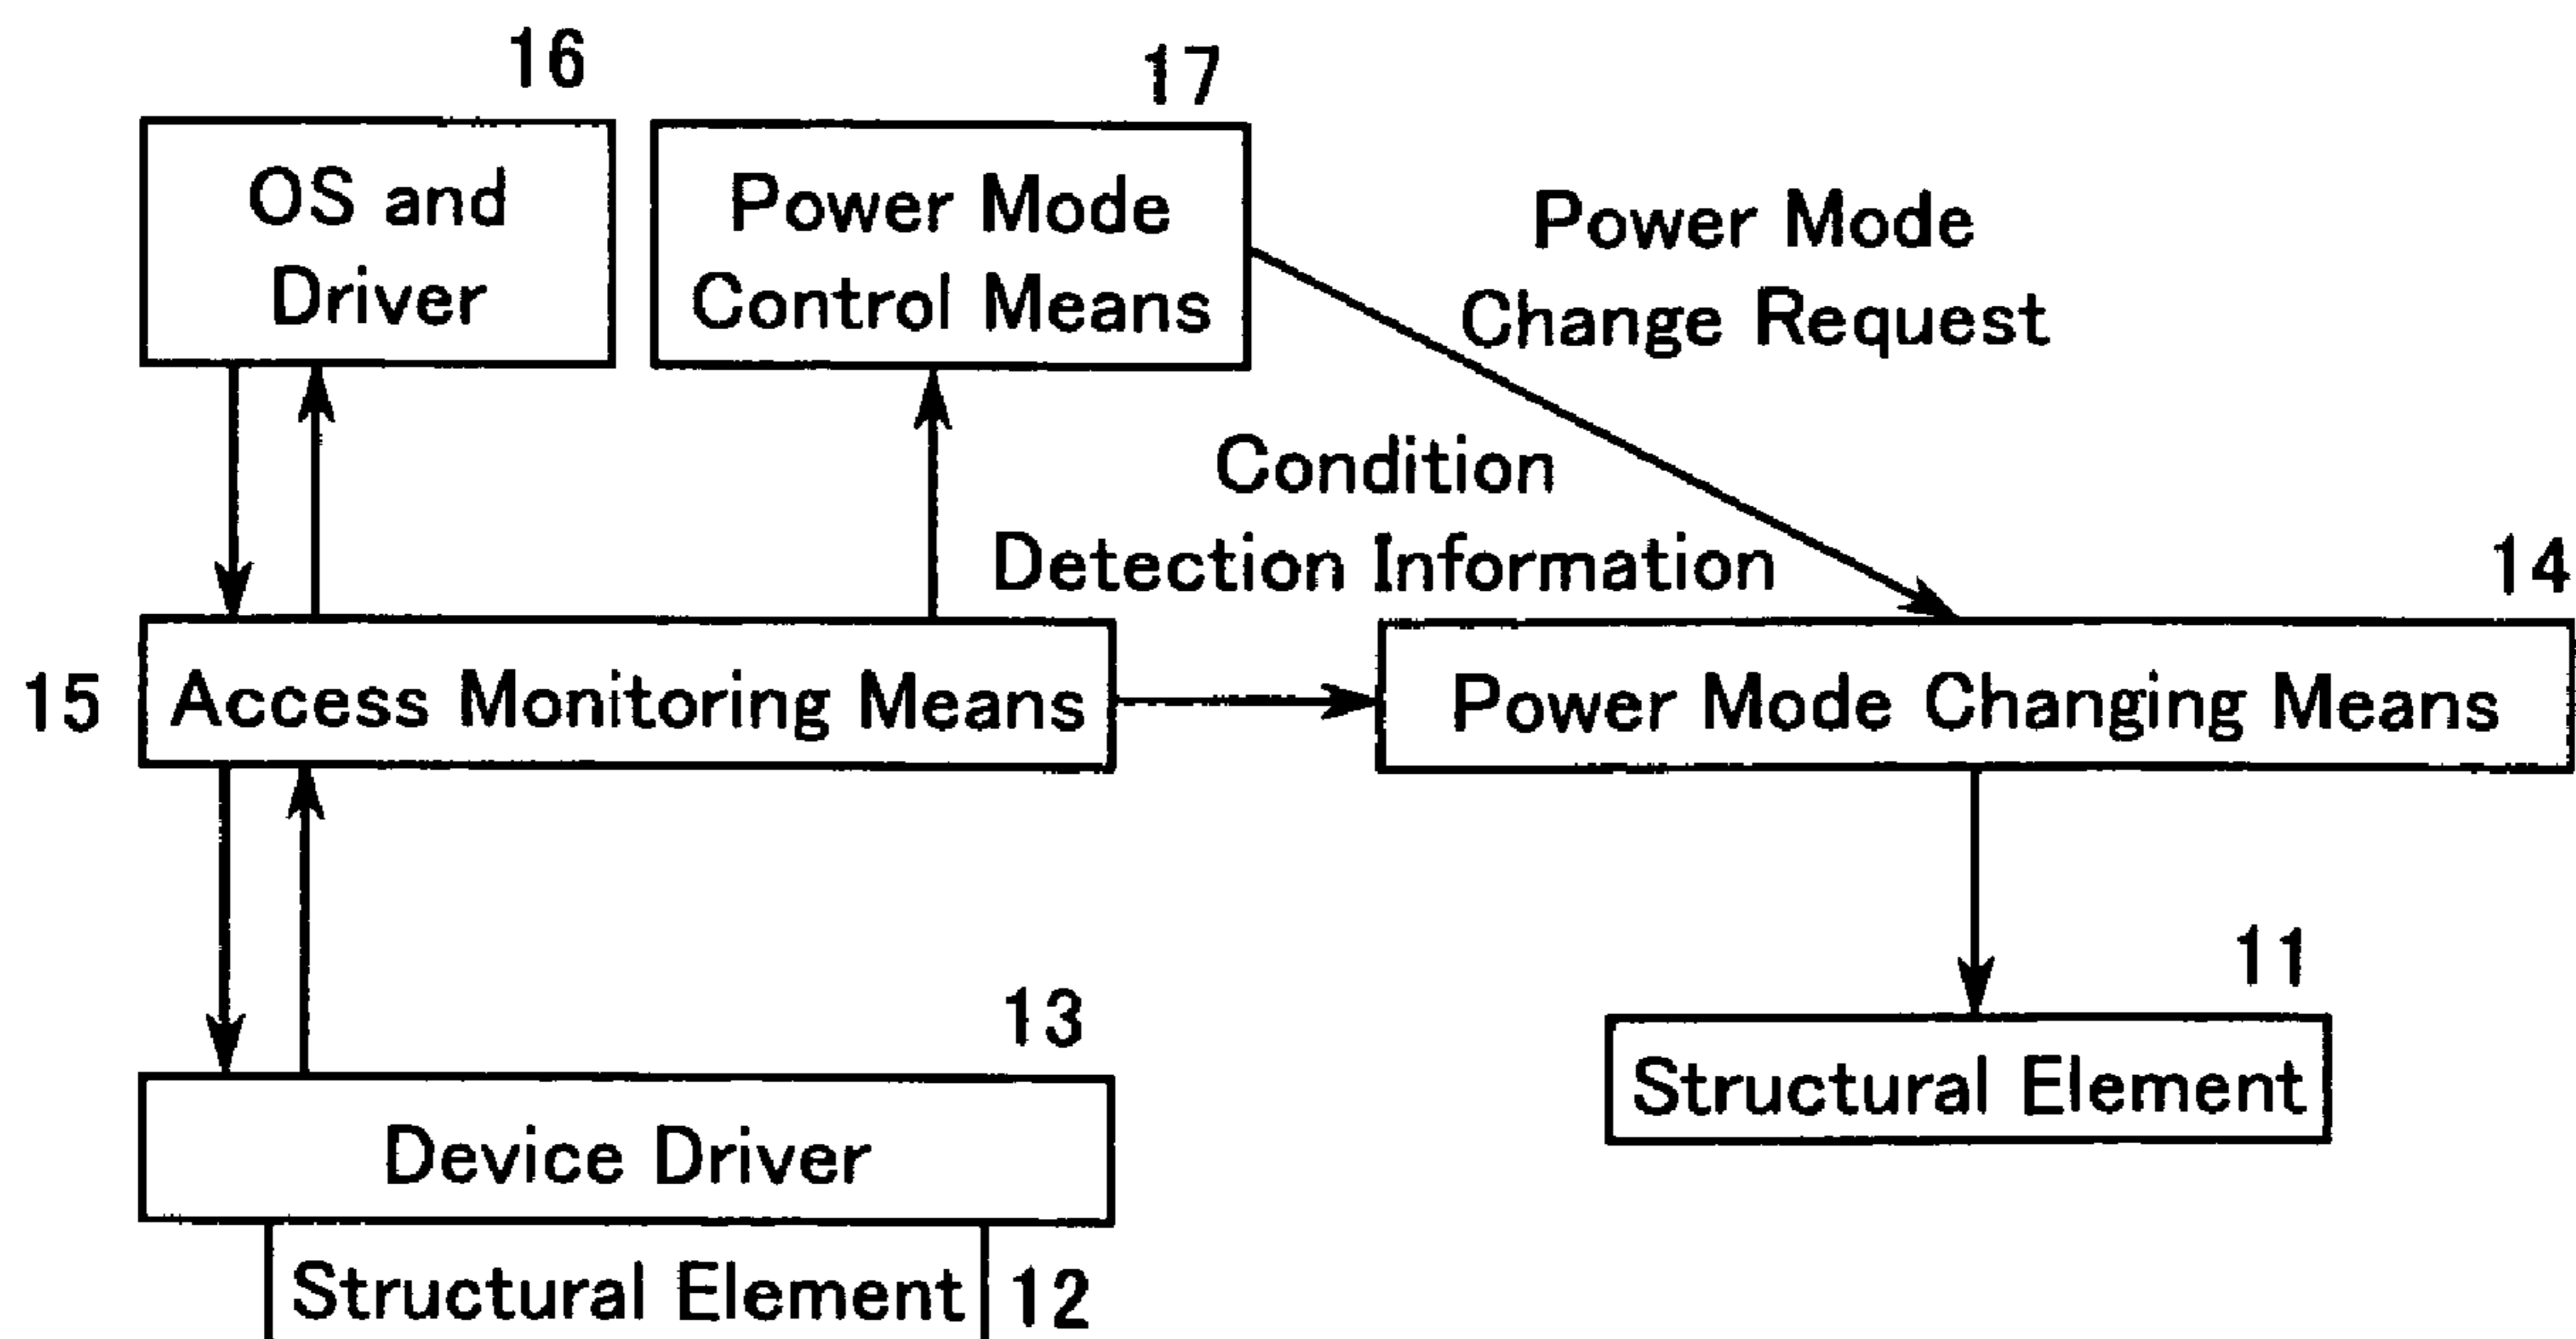 16
OS and
Driver
17
Power Mode
Control Means
Power Mode
Change Request
Condition
Detection Information
15
Access Monitoring Means
14
Power Mode Changing Means
13
Device Driver
Structural Element
12
11
Structural Element